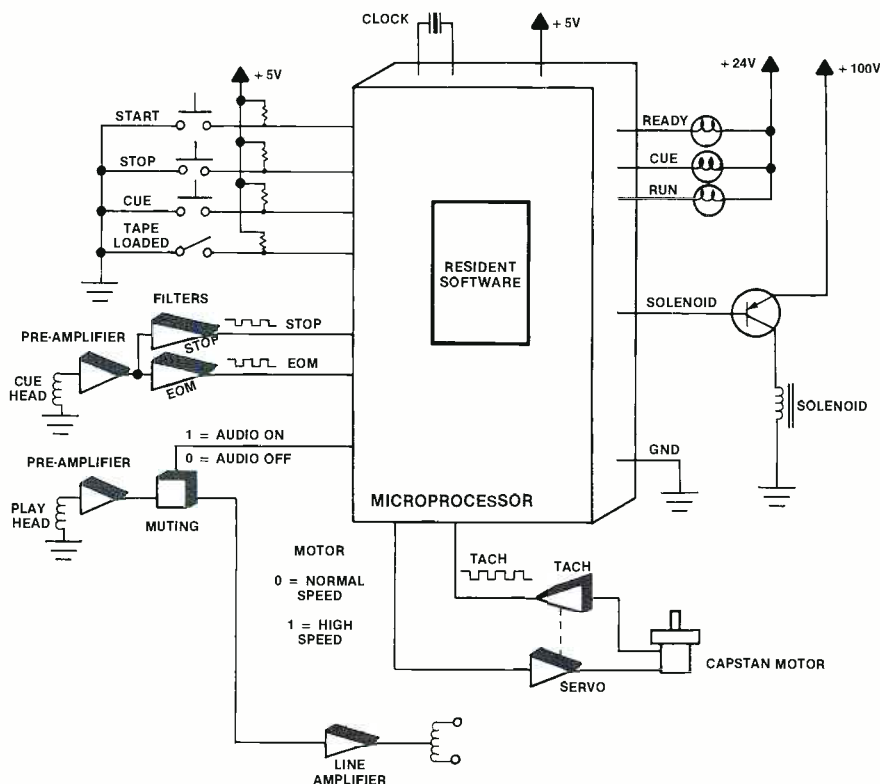 CLOCK
+ 5V
+ 24V
+ 100V
+ 5V
START
STOP
CUE
TAPE
LOADED
READY
CUE
RUN
RESIDENT
SOFTWARE
FILTERS
STOP
STOP
PRE-AMPLIFIER
EOM
EOM
CUE
HEAD
SOLENOID
SOLENOID
1 = AUDIO ON
0 = AUDIO OFF
GND
PRE-AMPLIFIER
PLAY
HEAD
MUTING
MICROPROCESSOR
MOTOR
0 = NORMAL
SPEED
1 = HIGH
SPEED
TACH
TACH
CAPSTAN MOTOR
SERVO
LINE
AMPLIFIER